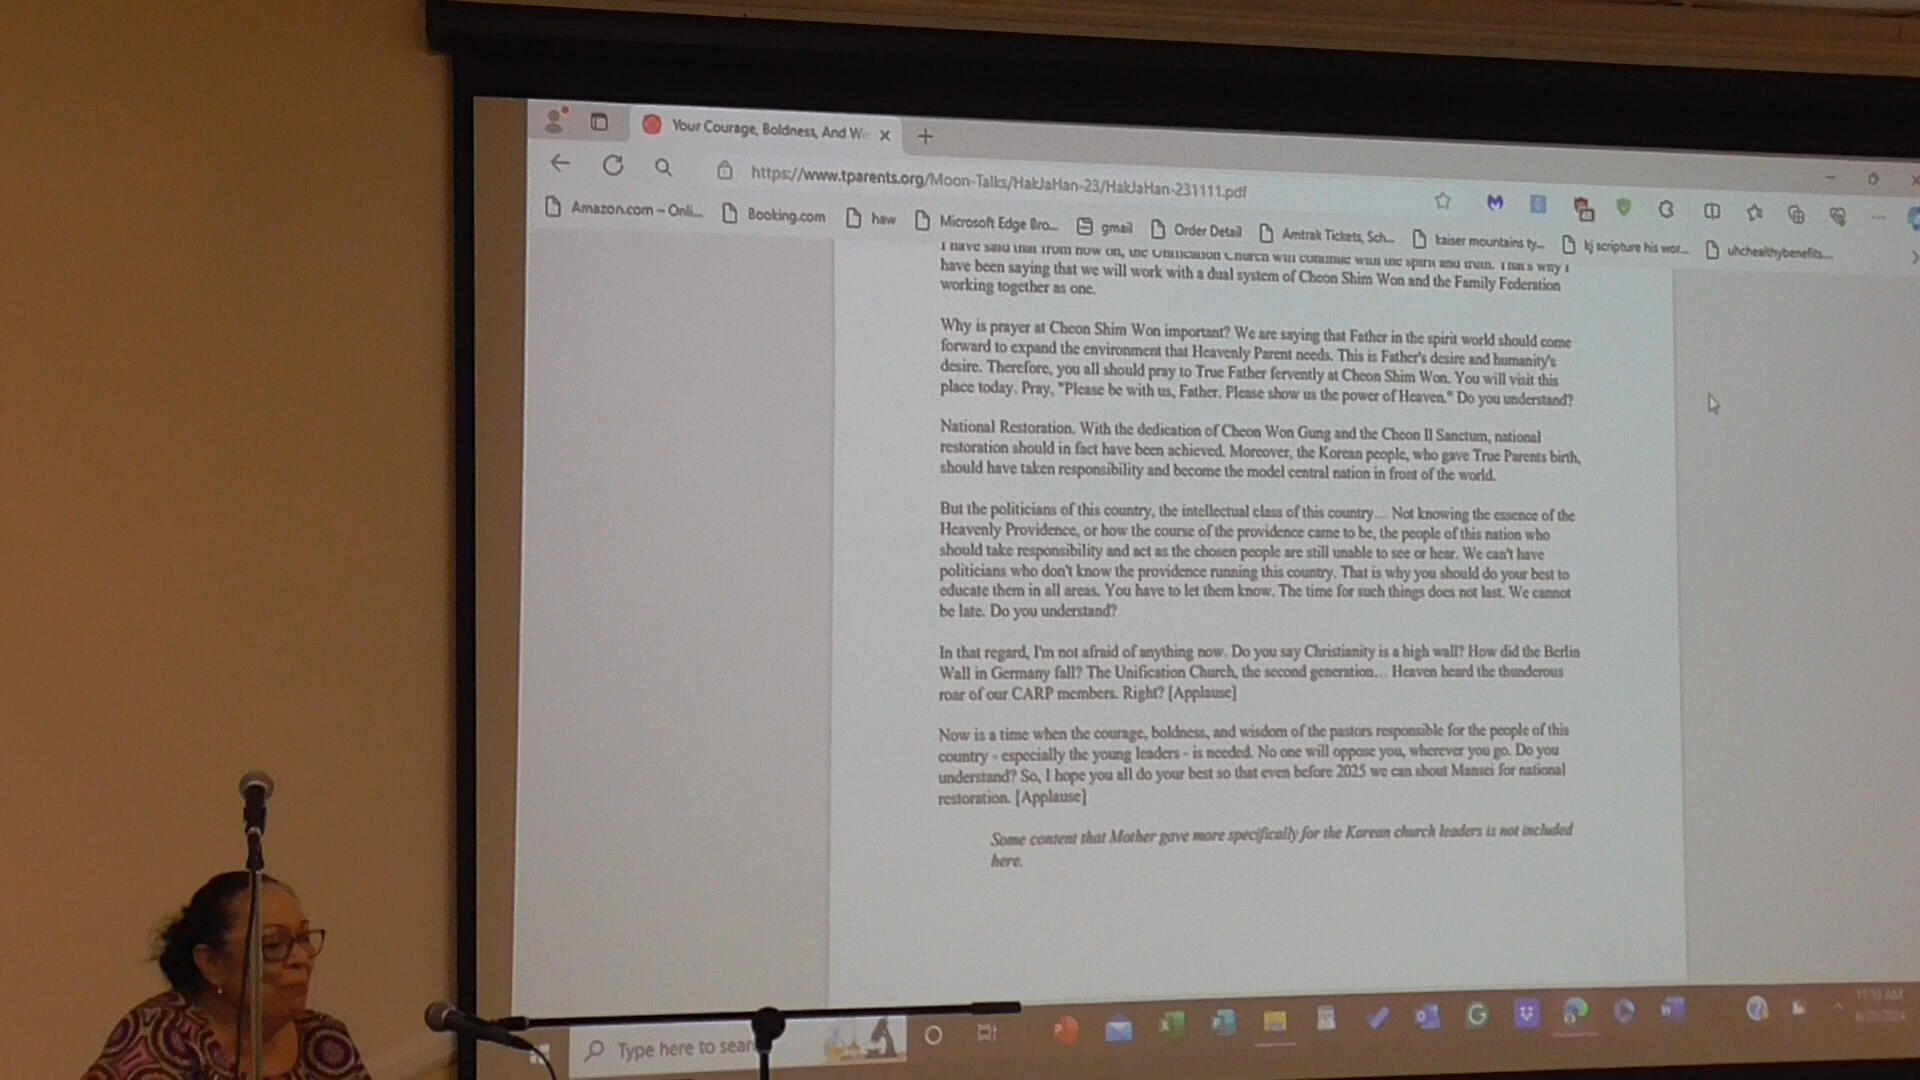 Your Courage, Boldness, And Wi
https://www.tparents.org/Moon-Talks/HakJaHan-23/HakJaHan-231111.pdf
Amazon.com – Onli... Booking.com haw Microsoft Edge Bro... gmail Order Detail Amtrak Tickets, Sch... kaiser mountains ty... kj scripture his wor... uhchealthybenefits....
I have said that from now on, the Unification Church will continue with the spirit and truth. That's why I
have been saying that we will work with a dual system of Cheon Shim Won and the Family Federation
working together as one.
Why is prayer at Cheon Shim Won important? We are saying that Father in the spirit world should come
forward to expand the environment that Heavenly Parent needs. This is Father's desire and humanity's
desire. Therefore, you all should pray to True Father fervently at Cheon Shim Won. You will visit this
place today. Pray, "Please be with us, Father. Please show us the power of Heaven." Do you understand?
National Restoration. With the dedication of Cheon Won Gung and the Cheon Il Sanctum, national
restoration should in fact have been achieved. Moreover, the Korean people, who gave True Parents birth,
should have taken responsibility and become the model central nation in front of the world.
But the politicians of this country, the intellectual class of this country… Not knowing the essence of the
Heavenly Providence, or how the course of the providence came to be, the people of this nation who
should take responsibility and act as the chosen people are still unable to see or hear. We can't have
politicians who don't know the providence running this country. That is why you should do your best to
educate them in all areas. You have to let them know. The time for such things does not last. We cannot
be late. Do you understand?
In that regard, I'm not afraid of anything now. Do you say Christianity is a high wall? How did the Berlin
Wall in Germany fall? The Unification Church, the second generation… Heaven heard the thunderous
roar of our CARP members. Right? [Applause]
Now is a time when the courage, boldness, and wisdom of the pastors responsible for the people of this
country - especially the young leaders - is needed. No one will oppose you, wherever you go. Do you
understand? So, I hope you all do your best so that even before 2025 we can shout Mansei for national
restoration. [Applause]
Some content that Mother gave more specifically for the Korean church leaders is not included
here.
Type here to sear